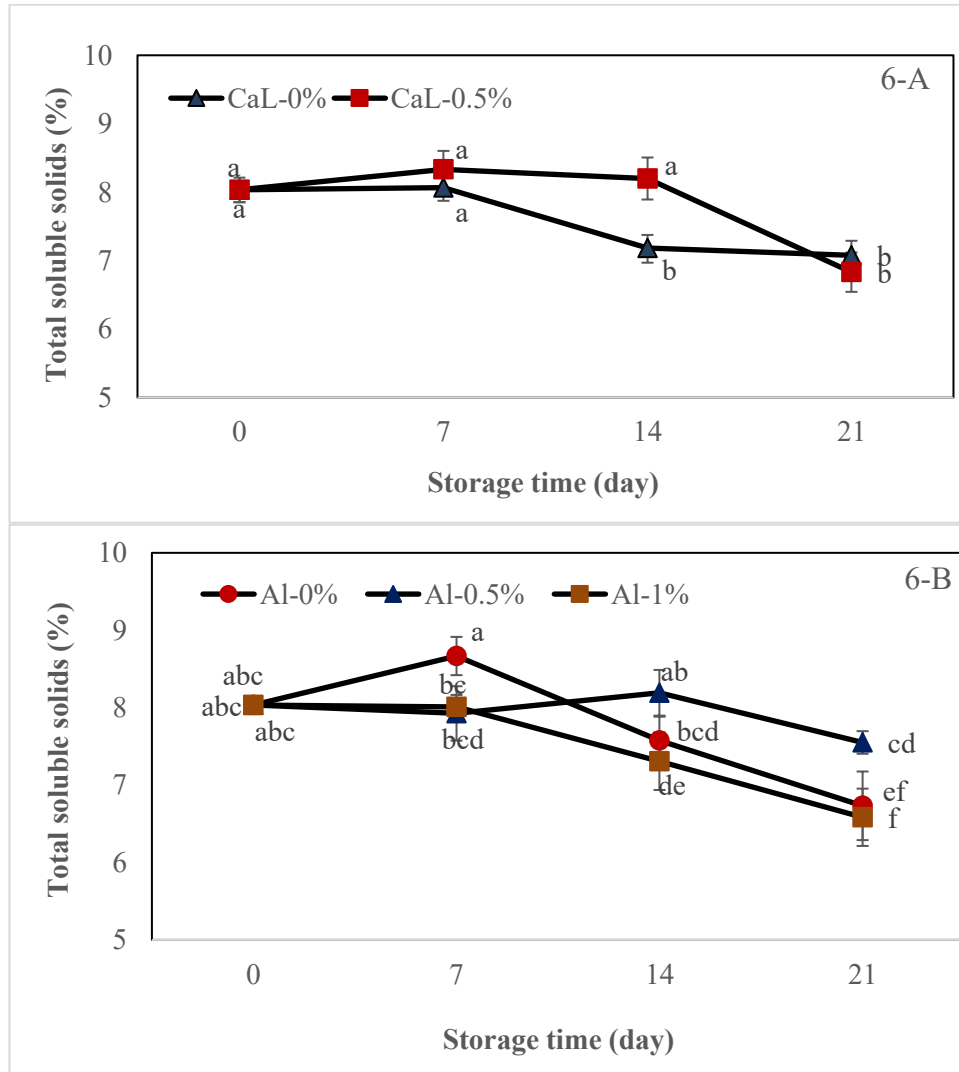 6-A
CaL-0% CaL-0.5%
Total soluble solids (%)
10
9
8
7
6
5
a
a
a
a
a
b
b
b
0 7 14 21
Storage time (day)
6-B
Al-0% Al-0.5% Al-1%
Total soluble solids (%)
10
9
8
7
6
5
abc
abc
abc
a
bc
bcd
ab
bcd
de
cd
ef
f
0 7 14 21
Storage time (day)